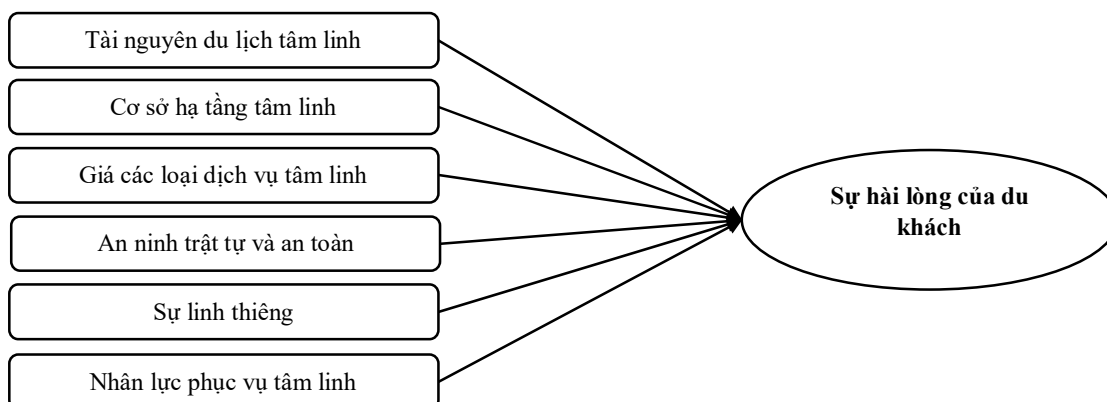 Tài nguyên du lịch tâm linh
Cơ sở hạ tầng tâm linh
Giá các loại dịch vụ tâm linh
An ninh trật tự và an toàn
Sự linh thiêng
Nhân lực phục vụ tâm linh
Sự hài lòng của du
khách